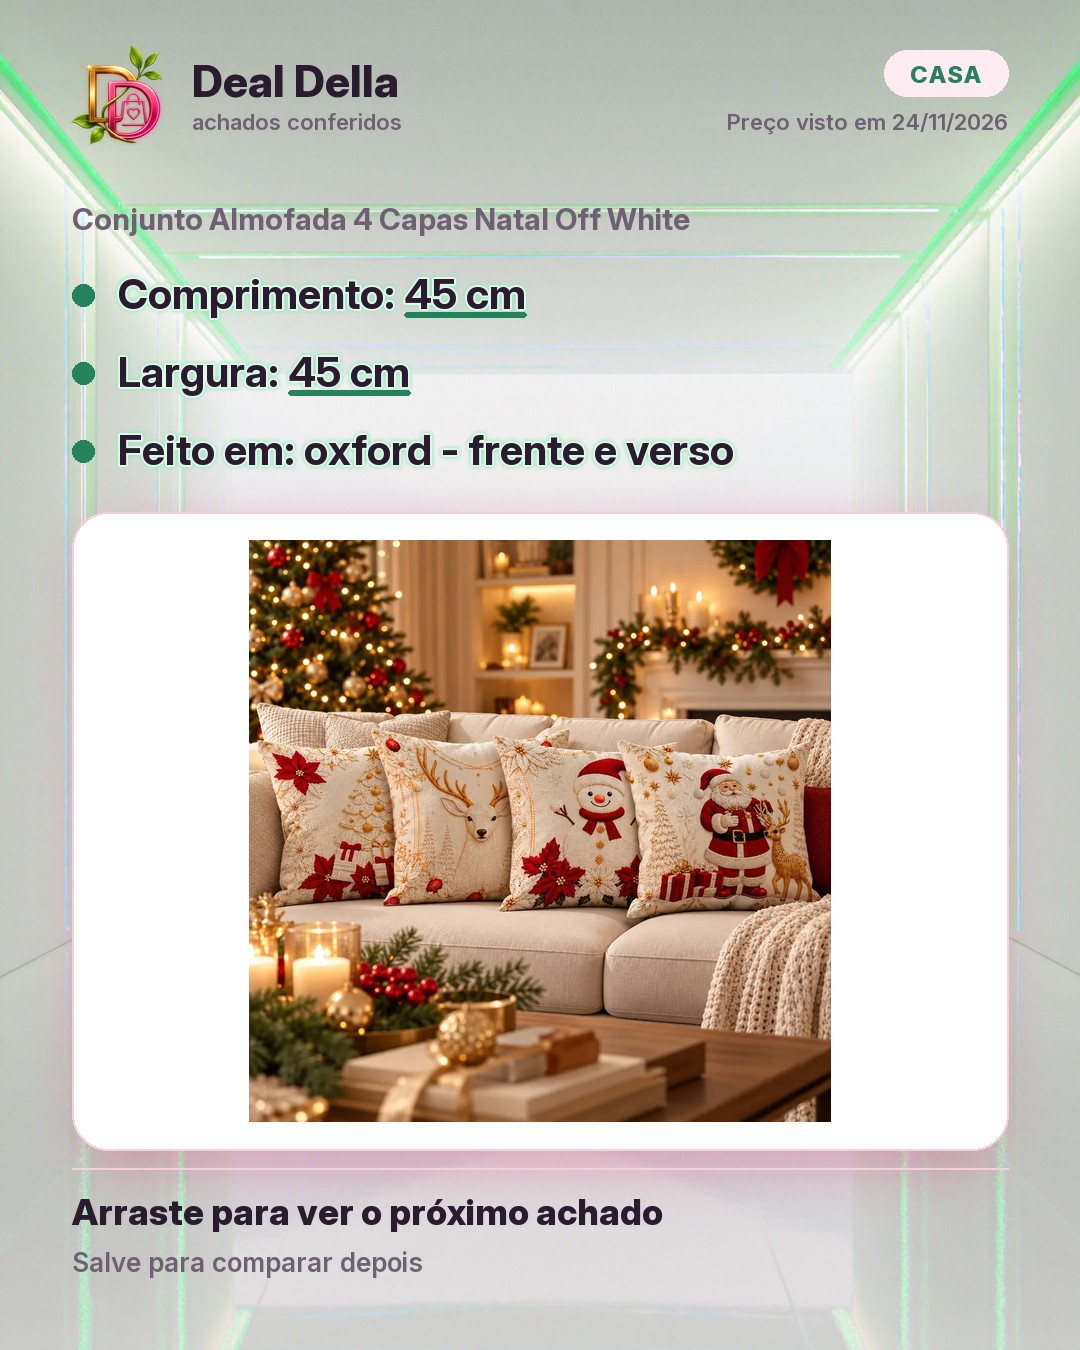 Deal Della
achados conferidos
CASA
Preço visto em 24/11/2026
Conjunto Almofada 4 Capas Natal Off White
Comprimento: 45 cm
Largura: 45 cm
Feito em: oxford - frente e verso
Arraste para ver o próximo achado
Salve para comparar depois